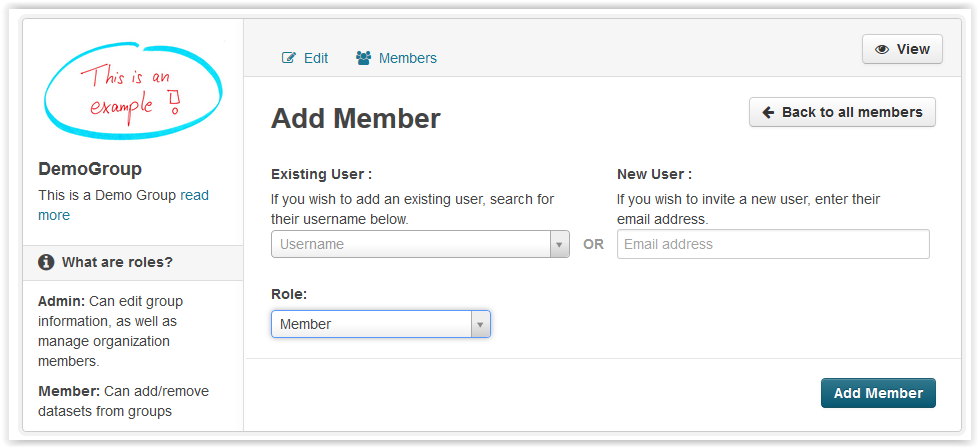 This is an
example !
DemoGroup
This is a Demo Group read
more
What are roles?
Admin: Can edit group
information, as well as
manage organization
members.
Member: Can add/remove
datasets from groups
Edit
Members
View
Add Member
Back to all members
Existing User :
If you wish to add an existing user, search for
their username below.
Username
OR
New User :
If you wish to invite a new user, enter their
email address.
Email address
Role:
Member
Add Member